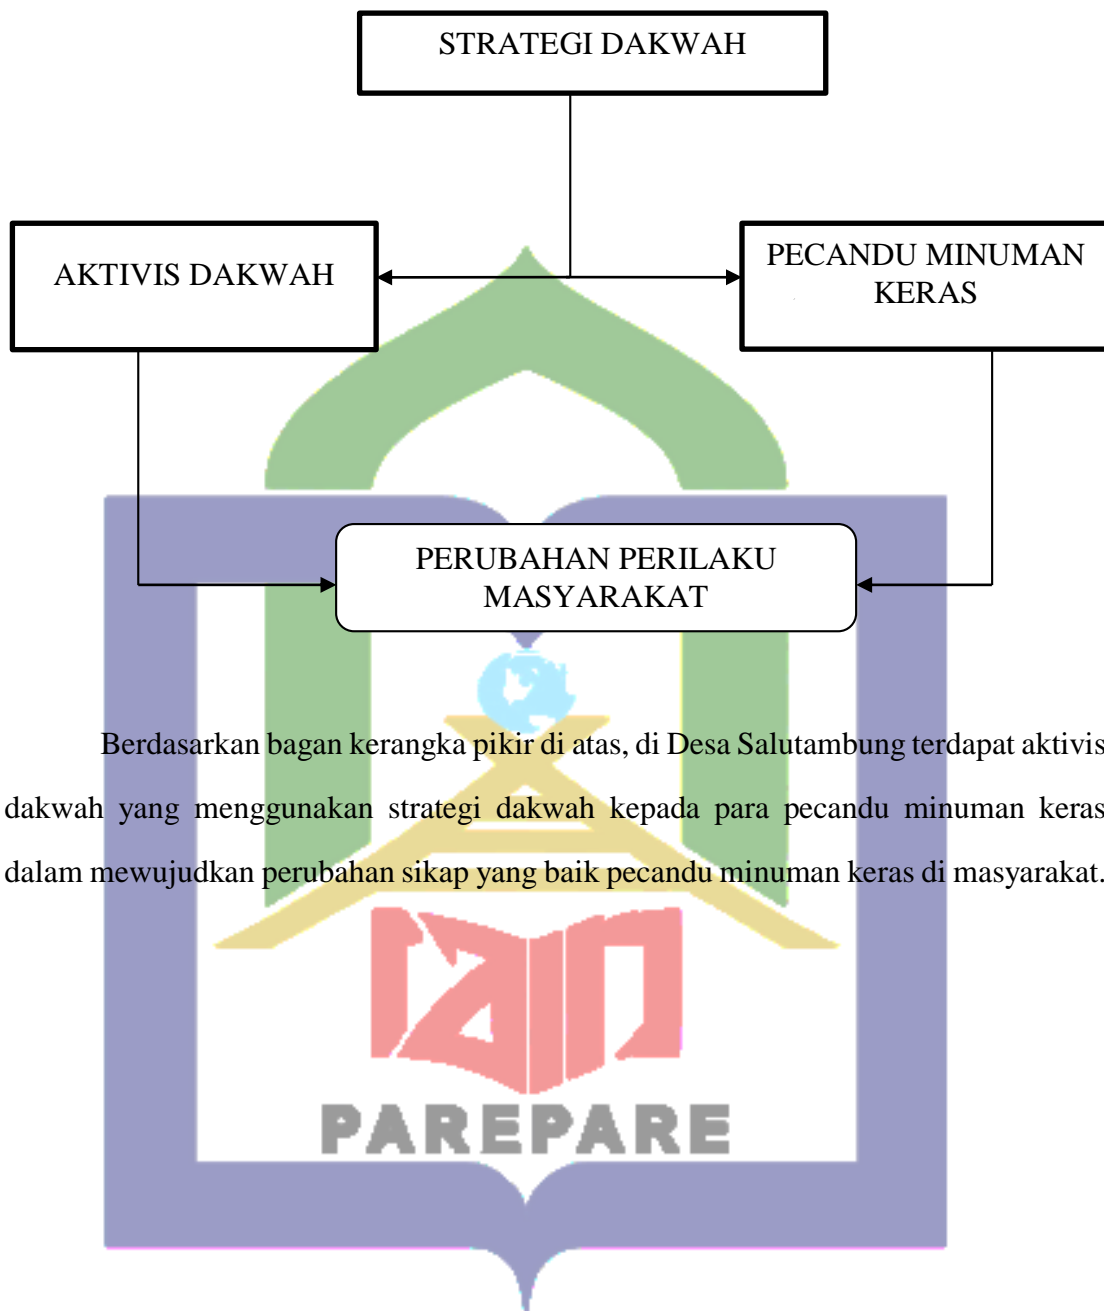 STRATEGI DAKWAH
AKTIVIS DAKWAH
PECANDU MINUMAN
KERAS
PERUBAHAN PERILAKU
MASYARAKAT
Berdasarkan bagan kerangka pikir di atas, di Desa Salutambung terdapat aktivis
dakwah yang menggunakan strategi dakwah kepada para pecandu minuman keras
dalam mewujudkan perubahan sikap yang baik pecandu minuman keras di masyarakat.
iain
PAREPARE